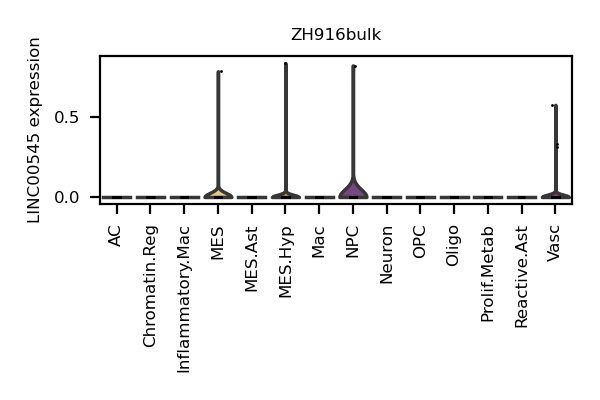 ZH916bulk
LINC00545 expression
0.5
0.0
AC
Chromatin.Reg
Inflammatory.Mac
MES
MES.Ast
MES.Hyp
Mac
NPC
Neuron
OPC
Oligo
Prolif.Metab
Reactive.Ast
Vasc